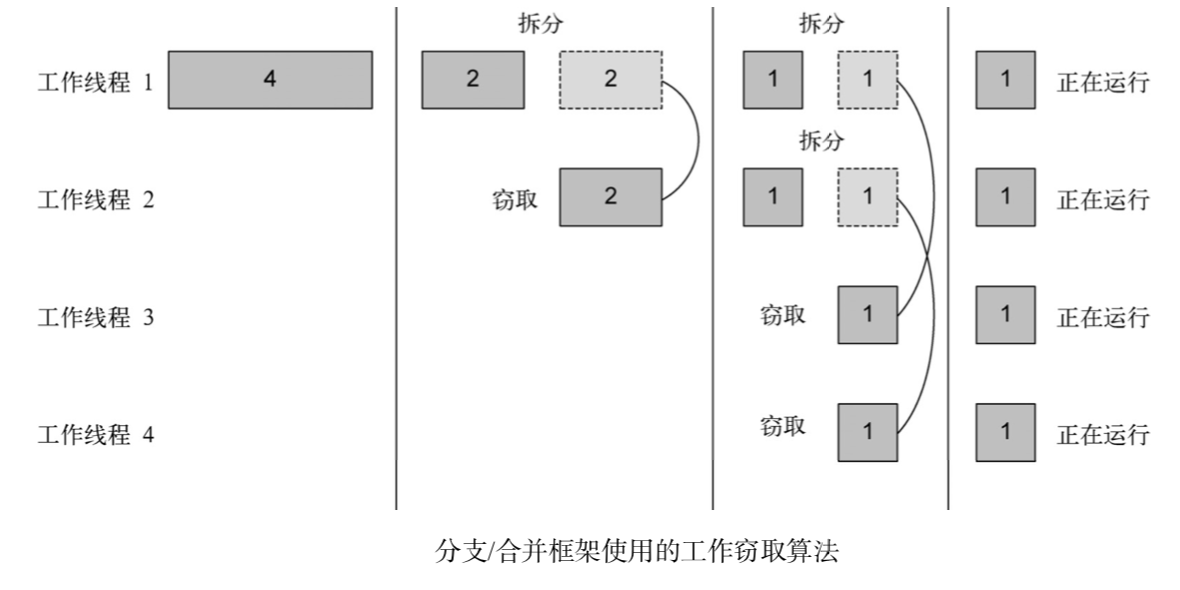 拆分 拆分
工作线程 1 4 2 2 1 1 1 正在运行
拆分
工作线程 2 窃取 2 1 1 1 正在运行
工作线程 3 窃取 1 1 正在运行
工作线程 4 窃取 1 1 正在运行
分支/合并框架使用的工作窃取算法